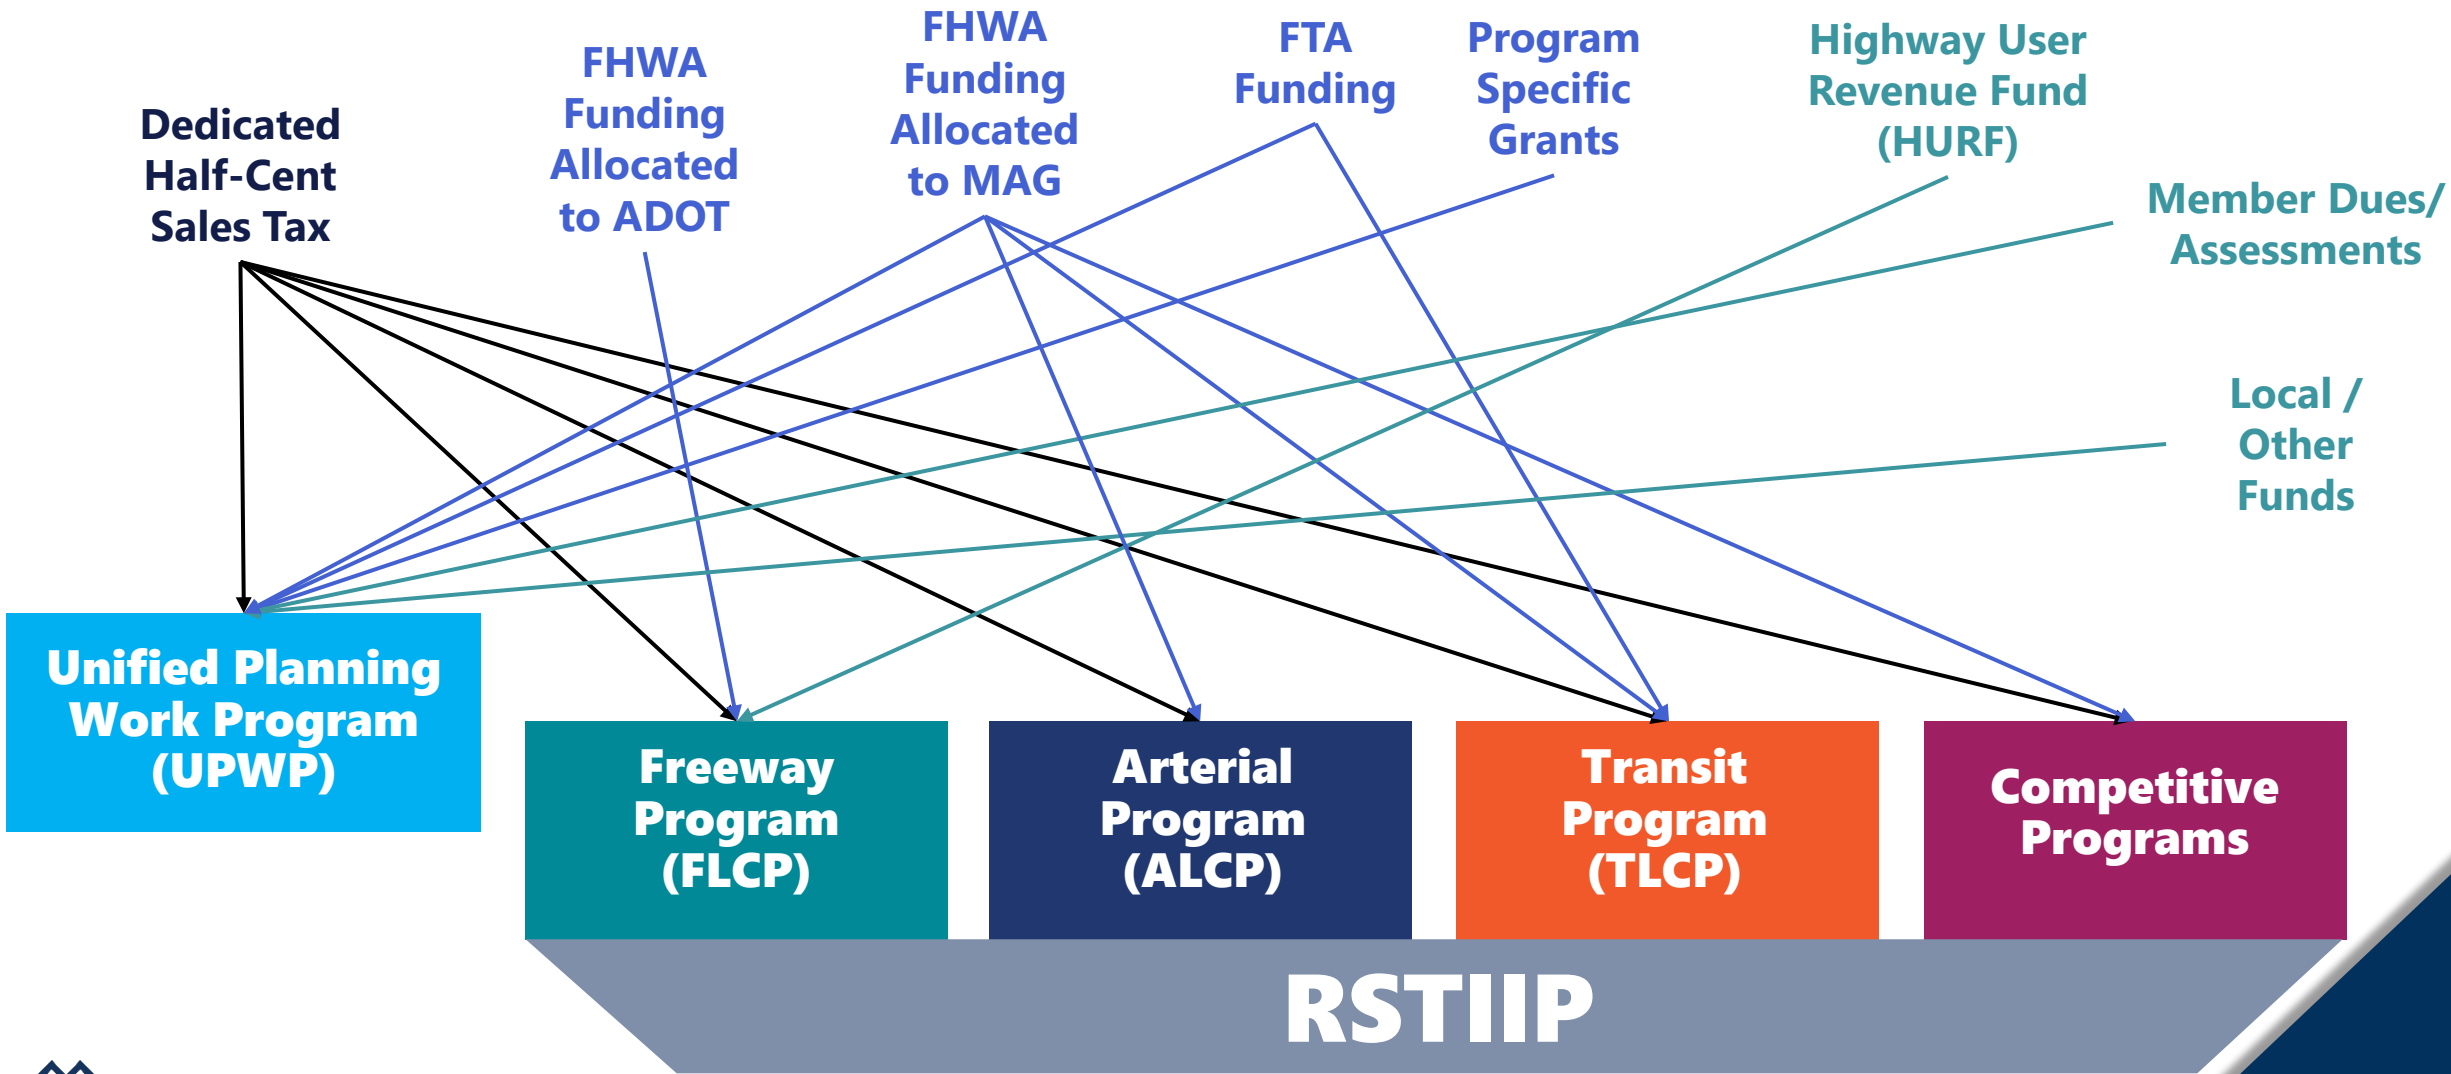 Dedicated
Half-Cent
Sales Tax
FHWA
Funding
Allocated
to ADOT
FHWA
Funding
Allocated
to MAG
FTA
Funding
Program
Specific
Grants
Highway User
Revenue Fund
(HURF)
Member Dues/
Assessments
Local /
Other
Funds
Unified Planning
Work Program
(UPWP)
Freeway
Program
(FLCP)
Arterial
Program
(ALCP)
Transit
Program
(TLCP)
Competitive
Programs
RSTIIP